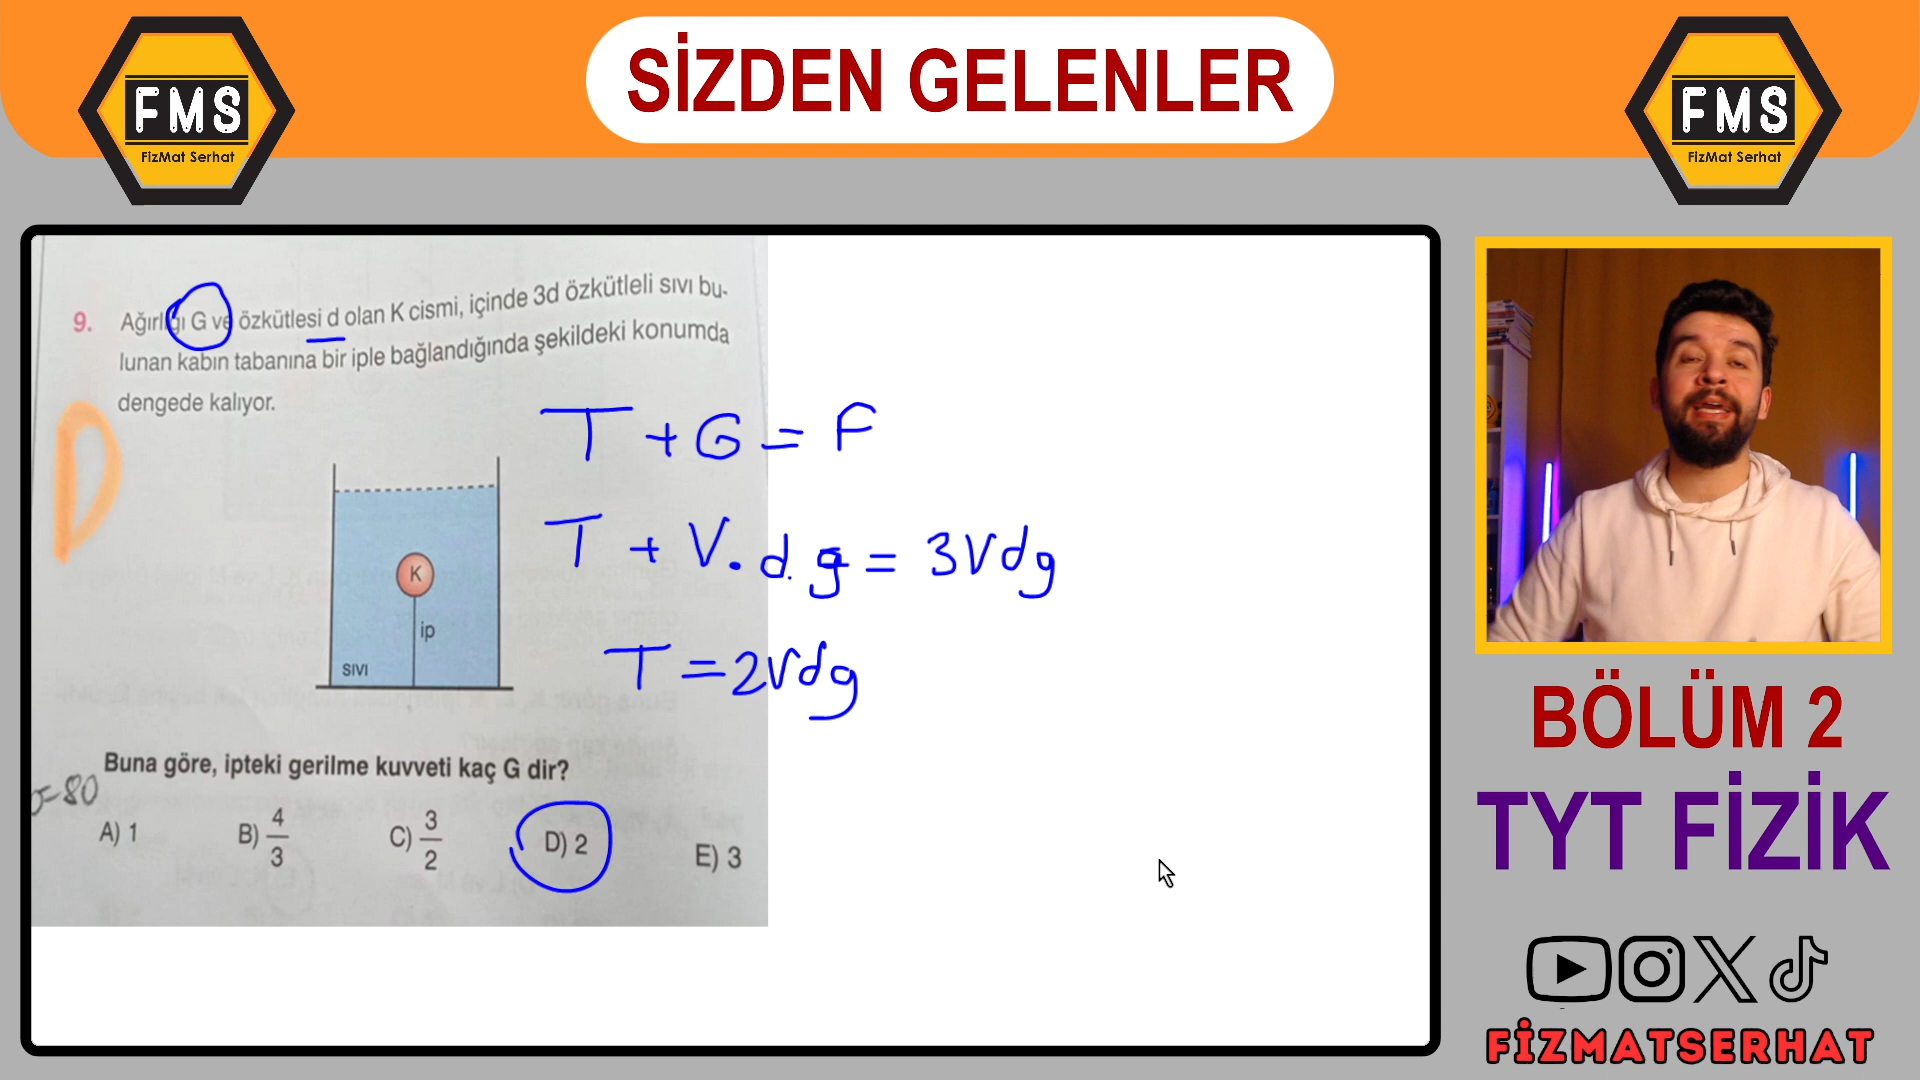 SİZDEN GELENLER
FMS
FizMat Serhat
FMS
FizMat Serhat
9. Ağırlığı G ve özkütlesi d olan K cismi, içinde 3d özkütleli sıvı bu-
lunan kabın tabanına bir iple bağlandığında şekildeki konumda
dengede kalıyor.
D
T + G = F
T + V. d. g = 3Vdg
T = 2Vdg
K
ip
SIVI
Buna göre, ipteki gerilme kuvveti kaç G dir?
=80
A) 1 B) 4/3 C) 3/2 D) 2 E) 3
BÖLÜM 2
TYT FİZİK
FİZMATSERHAT